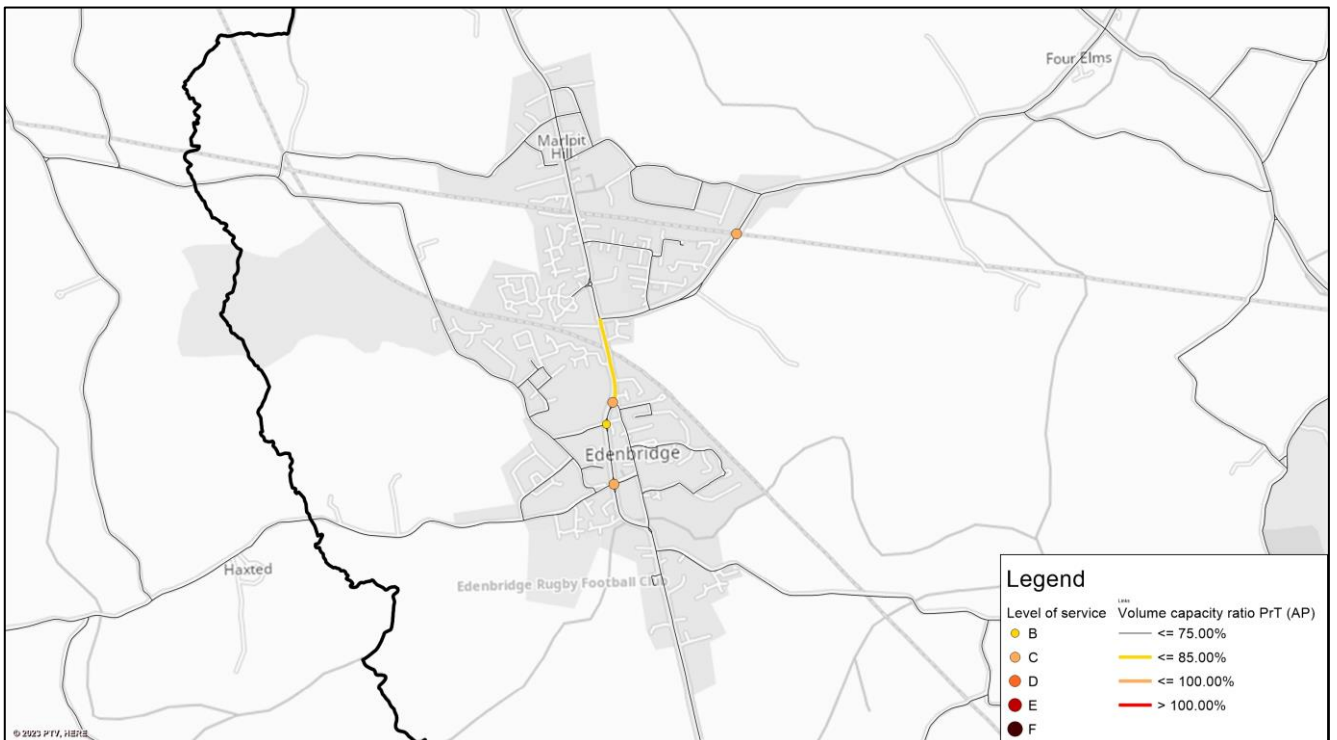 Four Elms
Marlpit
Hill
Edenbridge
Haxted
Edenbridge Rugby Football Club
Legend
Level of service
B
C
D
E
F
Links
Volume capacity ratio PrT (AP)
<= 75.00%
<= 85.00%
<= 100.00%
> 100.00%
© 2023 PTV, HERE